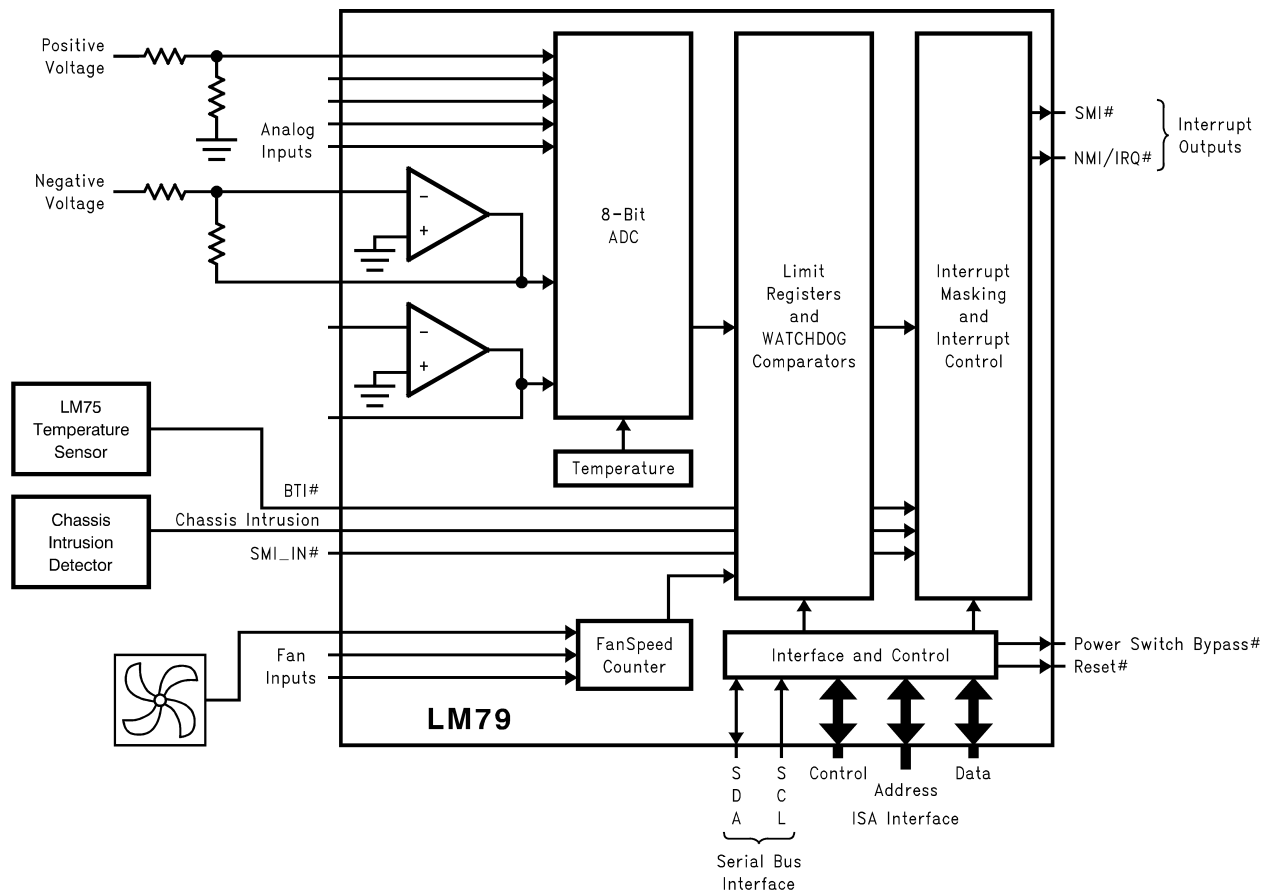 Positive
Voltage
Analog
Inputs
Negative
Voltage
−
+
−
+
8-Bit
ADC
Temperature
Limit
Registers
and
WATCHDOG
Comparators
Interrupt
Masking
and
Interrupt
Control
SMI#
NMI/IRQ#
Interrupt
Outputs
LM75
Temperature
Sensor
BTI#
Chassis Intrusion
SMI_IN#
Chassis
Intrusion
Detector
Fan
Inputs
FanSpeed
Counter
Interface and Control
Power Switch Bypass#
Reset#
LM79
SDA
SCL
Control
Address
Data
ISA Interface
Serial Bus
Interface